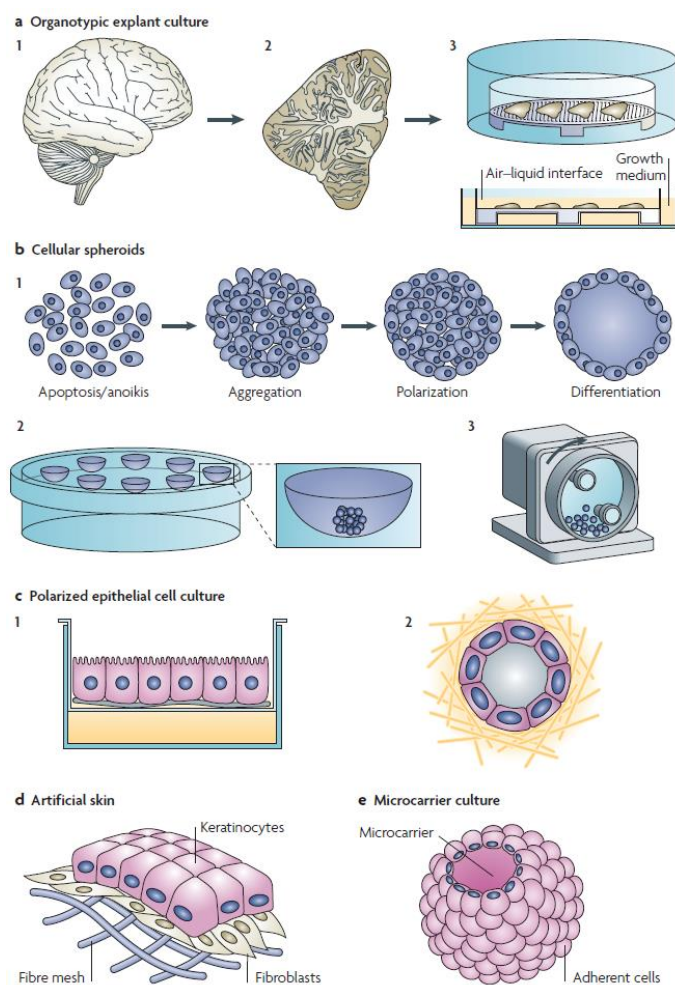 a Organotypic explant culture
1
2
3
Air–liquid interface
Growth
medium
b Cellular spheroids
1
Apoptosis/anoikis
Aggregation
Polarization
Differentiation
2
3
c Polarized epithelial cell culture
1
2
d Artificial skin
Keratinocytes
Fibre mesh
Fibroblasts
e Microcarrier culture
Microcarrier
Adherent cells